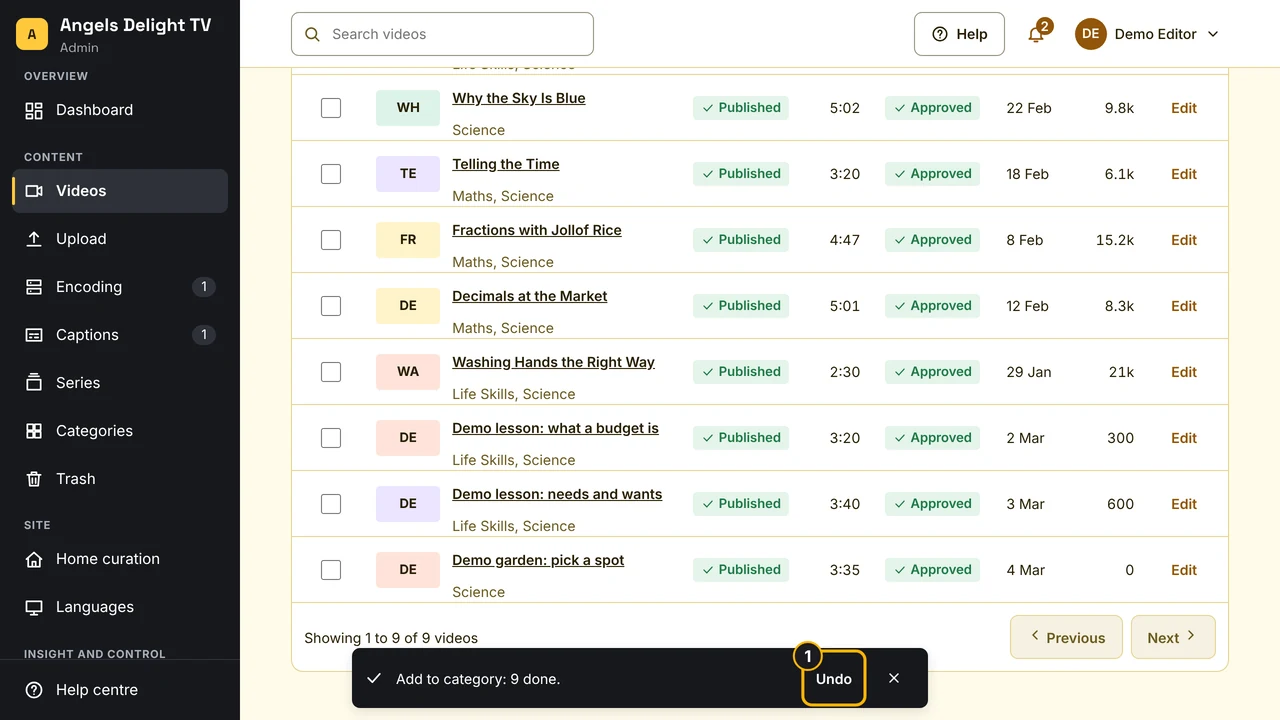 A
Angels Delight TV
Admin
OVERVIEW
Dashboard
CONTENT
Videos
Upload
Encoding 1
Captions 1
Series
Categories
Trash
SITE
Home curation
Languages
INSIGHT AND CONTROL
Help centre
Search videos
Help
2
DE Demo Editor
WH Why the Sky Is Blue Published 5:02 Approved 22 Feb 9.8k Edit
Science
TE Telling the Time Published 3:20 Approved 18 Feb 6.1k Edit
Maths, Science
FR Fractions with Jollof Rice Published 4:47 Approved 8 Feb 15.2k Edit
Maths, Science
DE Decimals at the Market Published 5:01 Approved 12 Feb 8.3k Edit
Maths, Science
WA Washing Hands the Right Way Published 2:30 Approved 29 Jan 21k Edit
Life Skills, Science
DE Demo lesson: what a budget is Published 3:20 Approved 2 Mar 300 Edit
Life Skills, Science
DE Demo lesson: needs and wants Published 3:40 Approved 3 Mar 600 Edit
Life Skills, Science
DE Demo garden: pick a spot Published 3:35 Approved 4 Mar 0 Edit
Science
Showing 1 to 9 of 9 videos
Previous Next
1
Add to category: 9 done. Undo